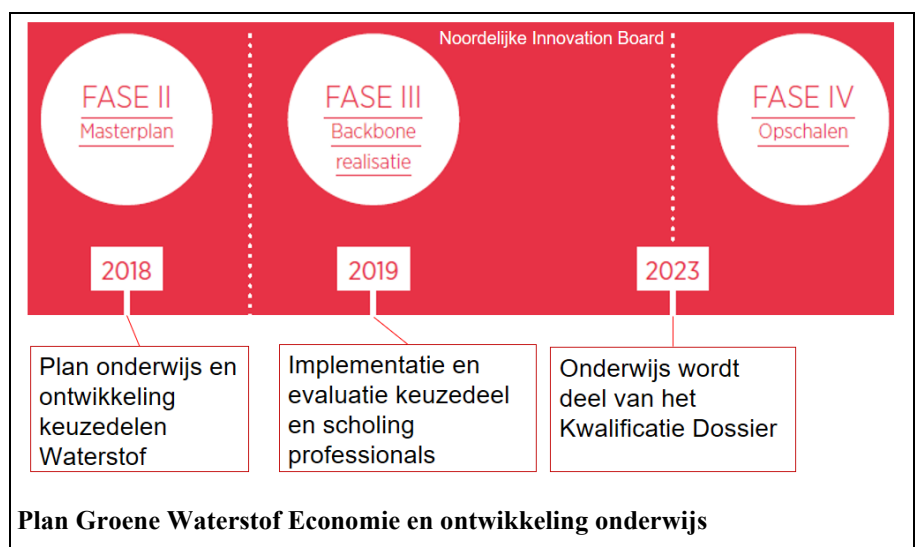 Noordelijke Innovation Board
FASE II
Masterplan
FASE III
Backbone
realisatie
FASE IV
Opschalen
2018
2019
2023
Plan onderwijs en
ontwikkeling
keuzedelen
Waterstof
Implementatie en
evaluatie keuzedeel
en scholing
professionals
Onderwijs wordt
deel van het
Kwalificatie Dossier
Plan Groene Waterstof Economie en ontwikkeling onderwijs